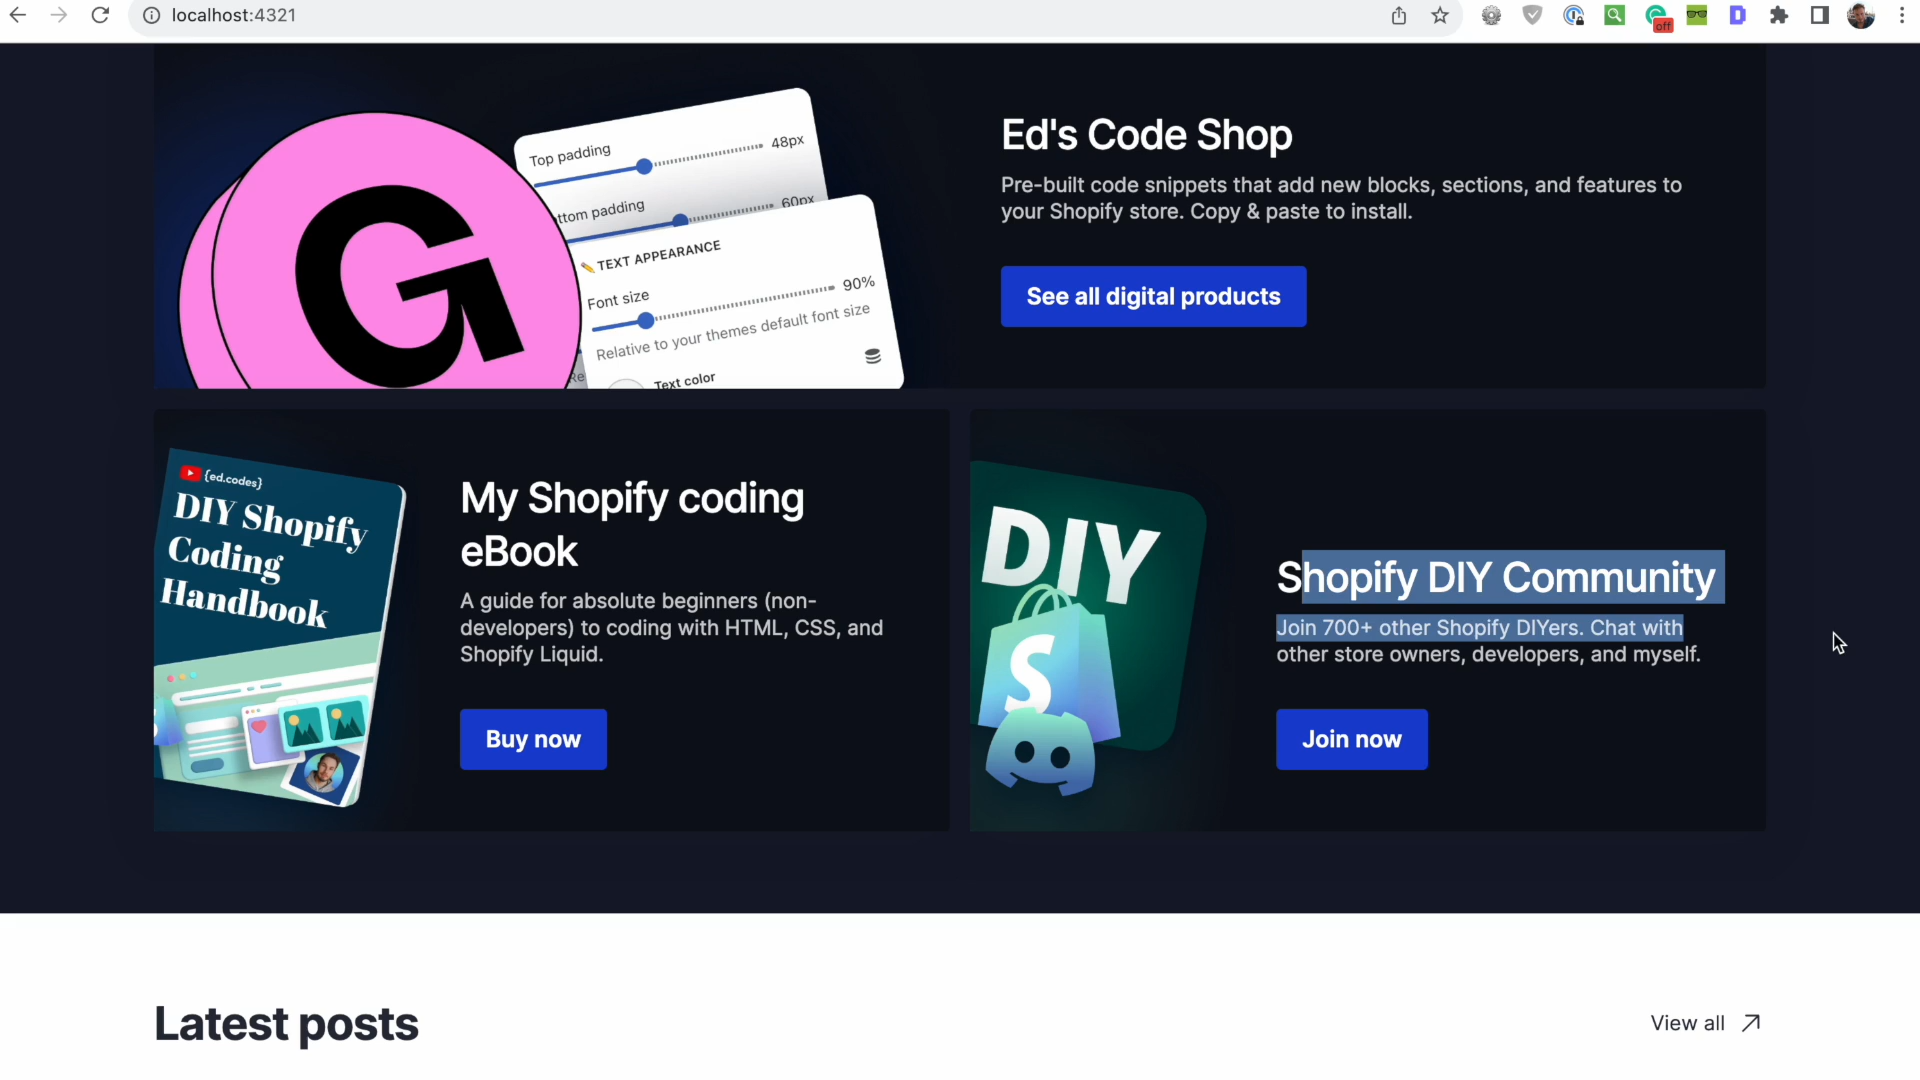 localhost:4321
off
Ed's Code Shop
Pre-built code snippets that add new blocks, sections, and features to
your Shopify store. Copy & paste to install.
See all digital products
Top padding
48px
ttom padding
60px
✏️ TEXT APPEARANCE
Font size
90%
Relative to your themes default font size
Re
Text color
G
{ed.codes}
DIY Shopify
Coding
Handbook
My Shopify coding
eBook
A guide for absolute beginners (non-
developers) to coding with HTML, CSS, and
Shopify Liquid.
Buy now
DIY
S
Shopify DIY Community
Join 700+ other Shopify DIYers. Chat with
other store owners, developers, and myself.
Join now
Latest posts
View all